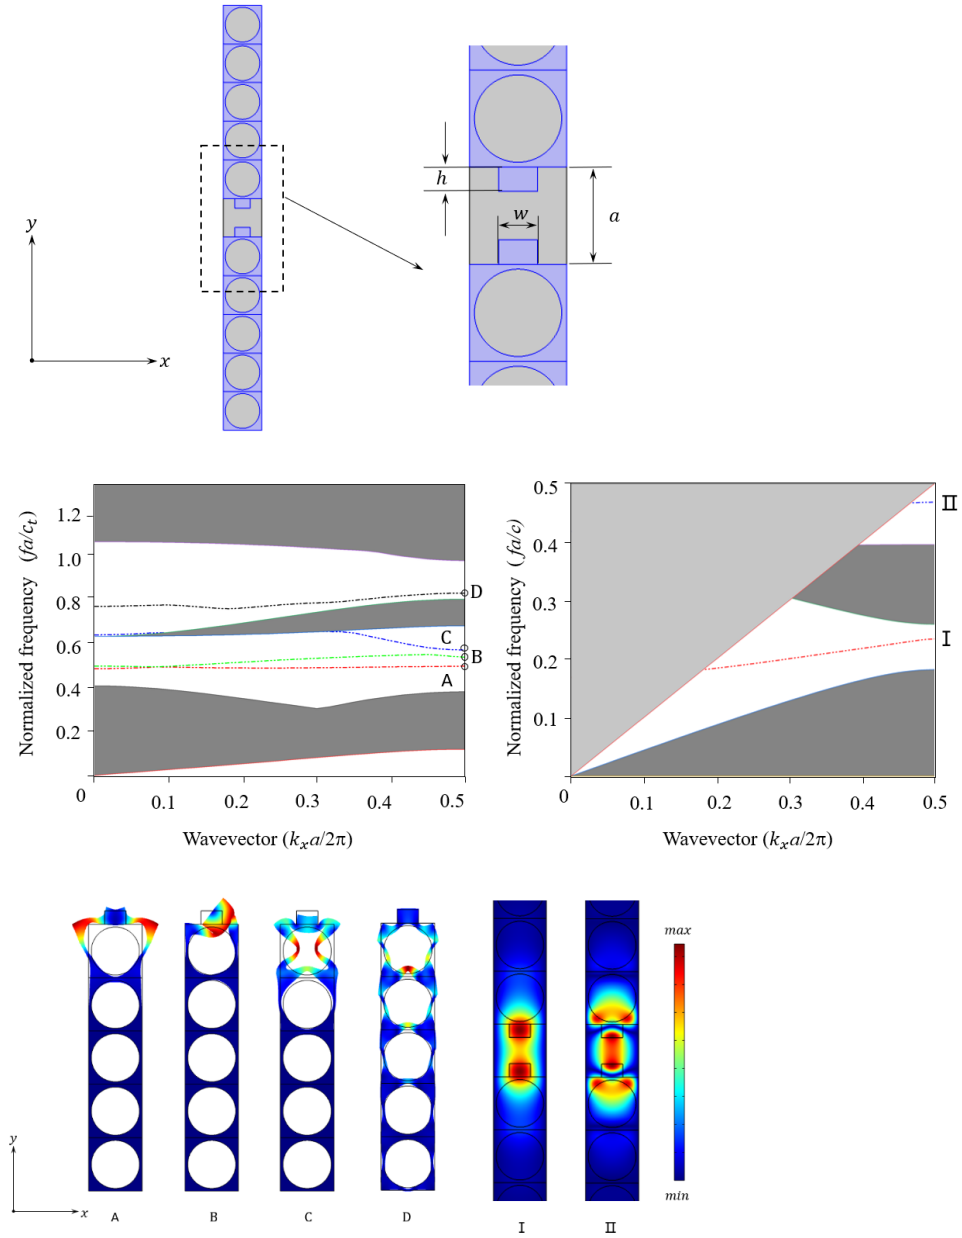 y
x
h
w
a
Normalized frequency (fa/c_t)
1.2
1.0
0.8
0.6
0.4
0.2
0
0.1
0.2
0.3
0.4
0.5
D
C
B
A
Wavevector (k_x a/2π)
Normalized frequency (fa/c)
0.5
0.4
0.3
0.2
0.1
0
0.1
0.2
0.3
0.4
0.5
II
I
Wavevector (k_x a/2π)
max
min
y
x
A
B
C
D
I
II